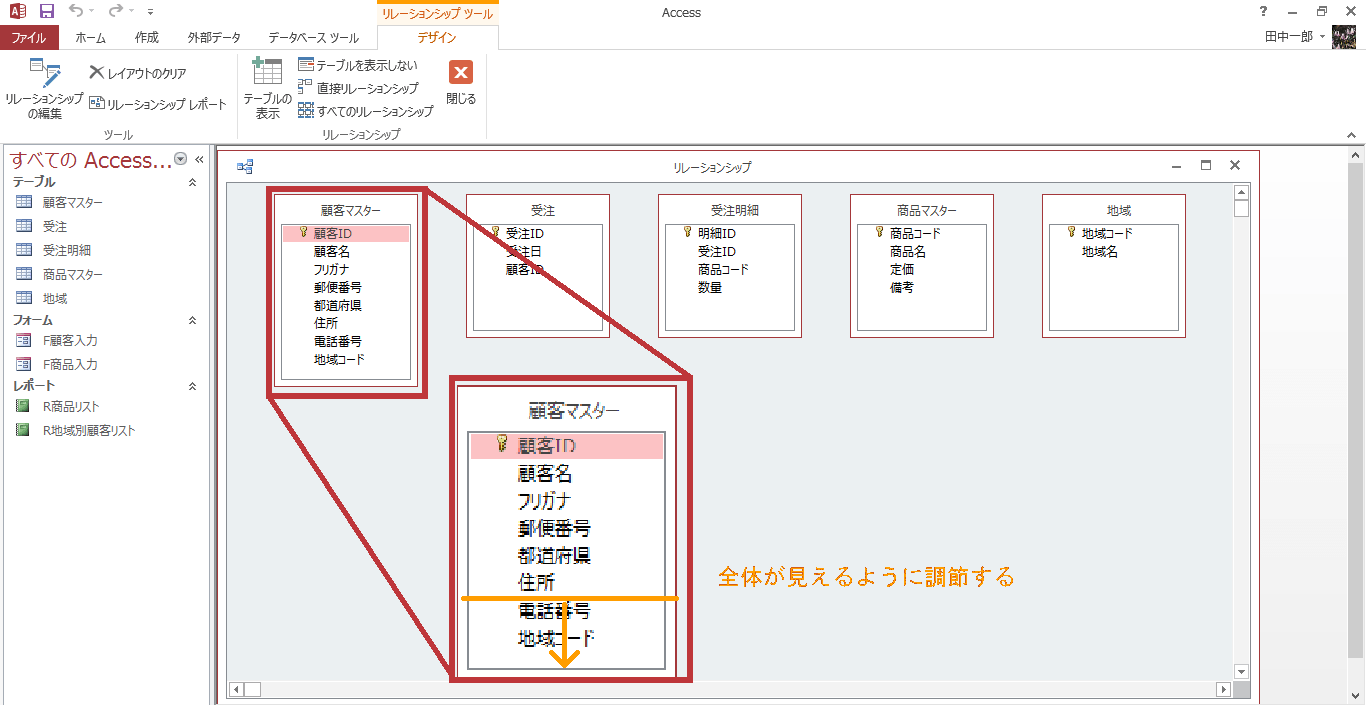 リレーションシップ ツール
Access
?
ファイル
ホーム
作成
外部データ
データベース ツール
デザイン
田中一郎
リレーションシップ
の編集
レイアウトのクリア
リレーションシップ レポート
ツール
テーブルの
表示
テーブルを表示しない
直接リレーションシップ
すべてのリレーションシップ
閉じる
リレーションシップ
すべての Access...
テーブル
顧客マスター
受注
受注明細
商品マスター
地域
フォーム
F顧客入力
F商品入力
レポート
R商品リスト
R地域別顧客リスト
リレーションシップ
顧客マスター
顧客ID
顧客名
フリガナ
郵便番号
都道府県
住所
電話番号
地域コード
受注
受注ID
受注日
顧客ID
受注明細
明細ID
受注ID
商品コード
数量
商品マスター
商品コード
商品名
定価
備考
地域
地域コード
地域名
顧客マスター
顧客ID
顧客名
フリガナ
郵便番号
都道府県
住所
電話番号
地域コード
全体が見えるように調節する